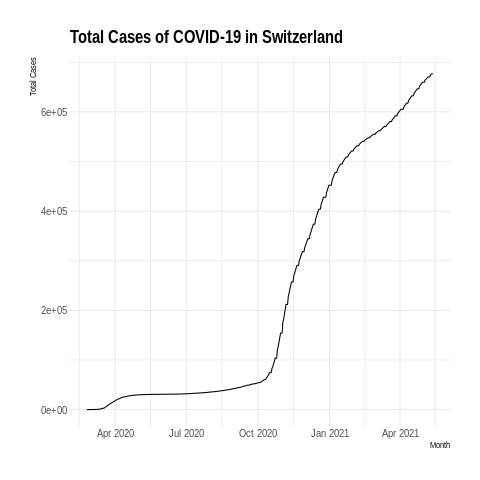 Total Cases of COVID-19 in Switzerland
Total Cases
6e+05
4e+05
2e+05
0e+00
Apr 2020 Jul 2020 Oct 2020 Jan 2021 Apr 2021
Month